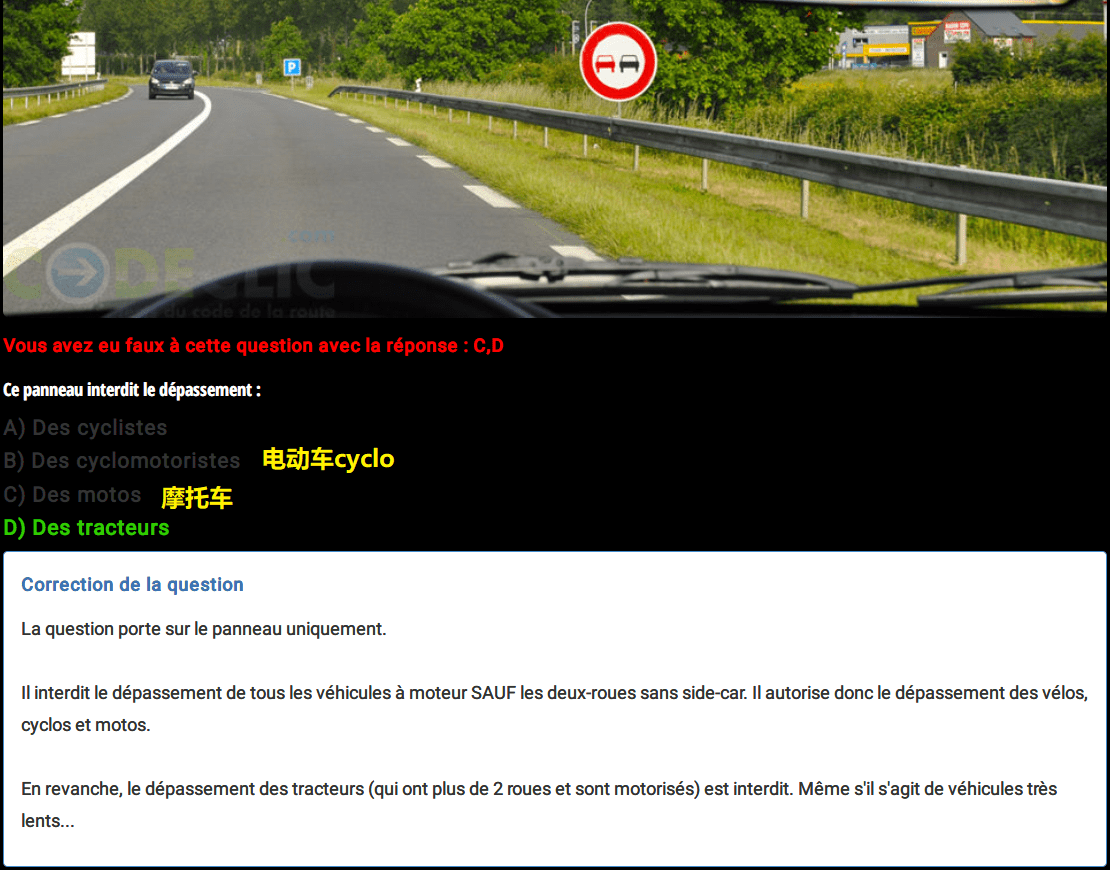 P
CODECLIC
.COM
du code de la route
Vous avez eu faux à cette question avec la réponse : C,D
Ce panneau interdit le dépassement :
A) Des cyclistes
B) Des cyclomotoristes 电动车cyclo
C) Des motos 摩托车
D) Des tracteurs
Correction de la question
La question porte sur le panneau uniquement.
Il interdit le dépassement de tous les véhicules à moteur SAUF les deux-roues sans side-car. Il autorise donc le dépassement des vélos,
cyclos et motos.
En revanche, le dépassement des tracteurs (qui ont plus de 2 roues et sont motorisés) est interdit. Même s'il s'agit de véhicules très
lents...